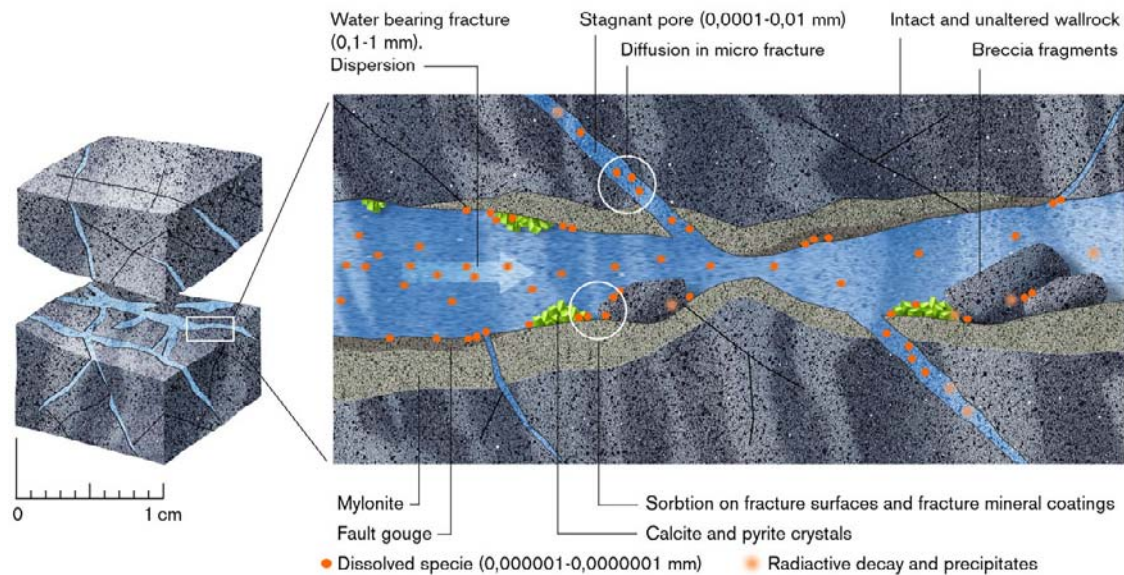 Water bearing fracture
(0,1-1 mm).
Dispersion
Stagnant pore (0,0001-0,01 mm)
Diffusion in micro fracture
Intact and unaltered wallrock
Breccia fragments
0
1 cm
Mylonite
Fault gouge
Sorbtion on fracture surfaces and fracture mineral coatings
Calcite and pyrite crystals
Dissolved specie (0,000001-0,0000001 mm)
Radiactive decay and precipitates